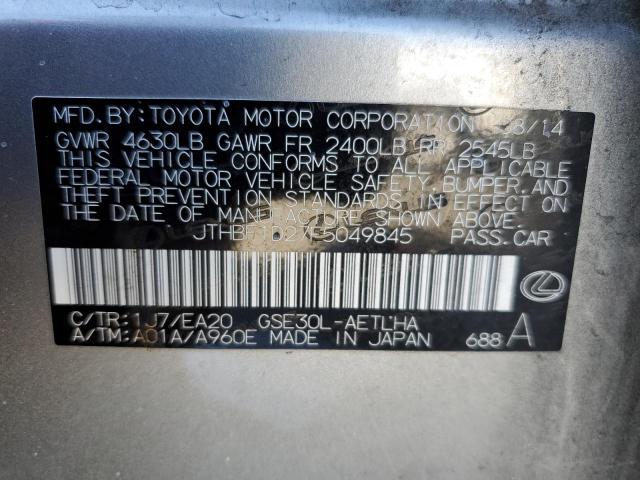 MFD. BY: TOYOTA MOTOR CORPORATION 8/14
GVWR 4630LB GAWR FR 2400LB RR 2545LB
THIS VEHICLE CONFORMS TO ALL APPLICABLE
FEDERAL MOTOR VEHICLE SAFETY, BUMPER, AND
THEFT PREVENTION STANDARDS IN EFFECT ON
THE DATE OF MANUFACTURE SHOWN ABOVE.
PASS. CAR
C/TR: 1J7/EA20 GSE30L-AETLHA
A/TM: A01A/A960E MADE IN JAPAN 688 A